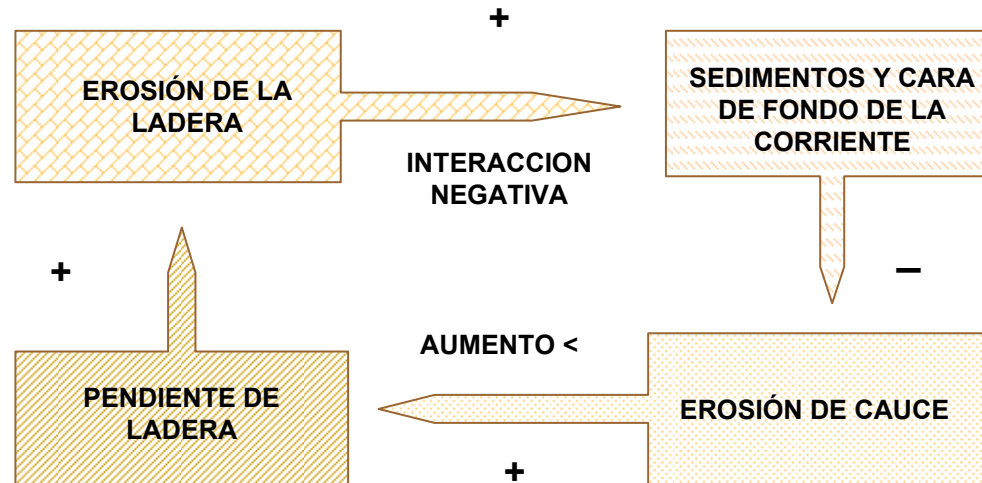 +
EROSIÓN DE LA
LADERA
SEDIMENTOS Y CARA
DE FONDO DE LA
CORRIENTE
INTERACCION
NEGATIVA
+
–
AUMENTO <
PENDIENTE DE
LADERA
EROSIÓN DE CAUCE
+